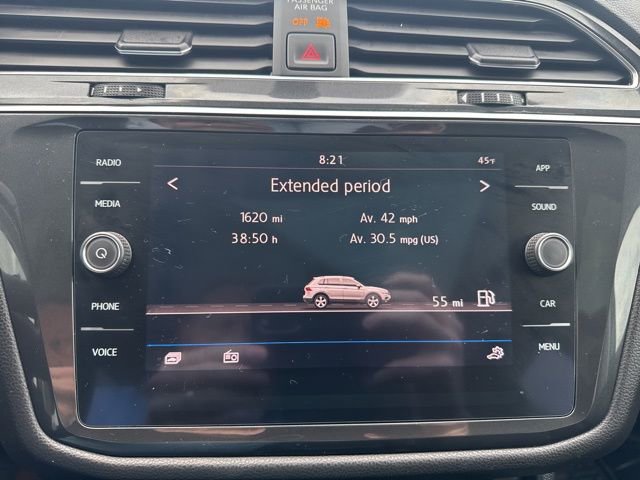 PASSENGER
AIR BAG
OFF
8:21
45°F
RADIO
MEDIA
PHONE
VOICE
< Extended period >
1620 mi Av. 42 mph
38:50 h Av. 30.5 mpg (US)
55 mi
APP
SOUND
CAR
MENU